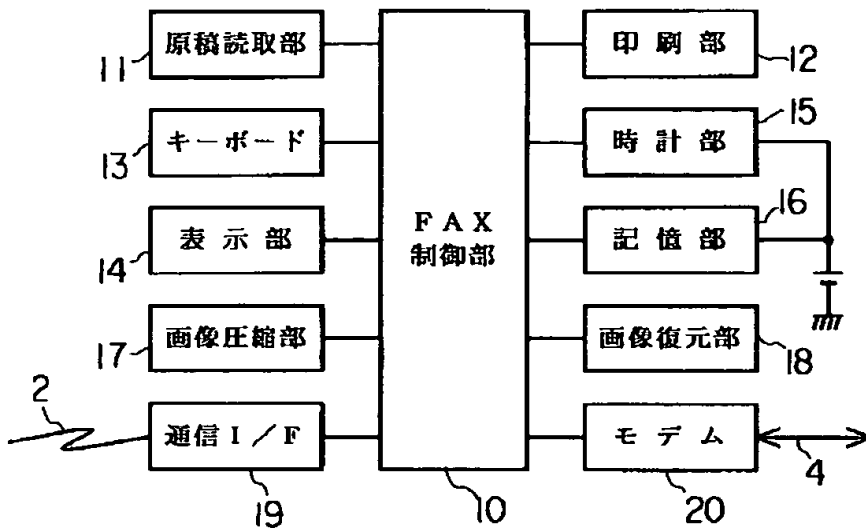 原稿読取部
11
印刷部
12
キーボード
13
時計部
15
表示部
14
FAX
制御部
記憶部
16
画像圧縮部
17
画像復元部
18
2
通信I/F
19
10
モデム
20
4